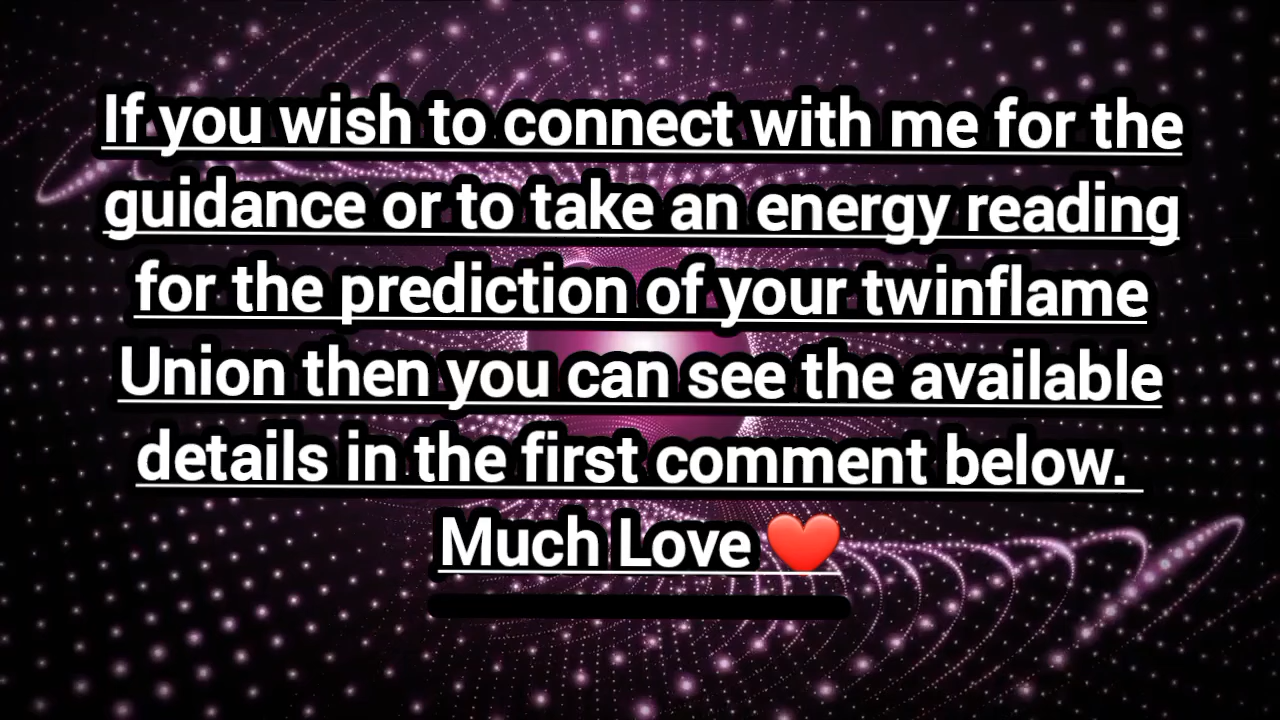 If you wish to connect with me for the
guidance or to take an energy reading
for the prediction of your twinflame
Union then you can see the available
details in the first comment below.
Much Love ❤️